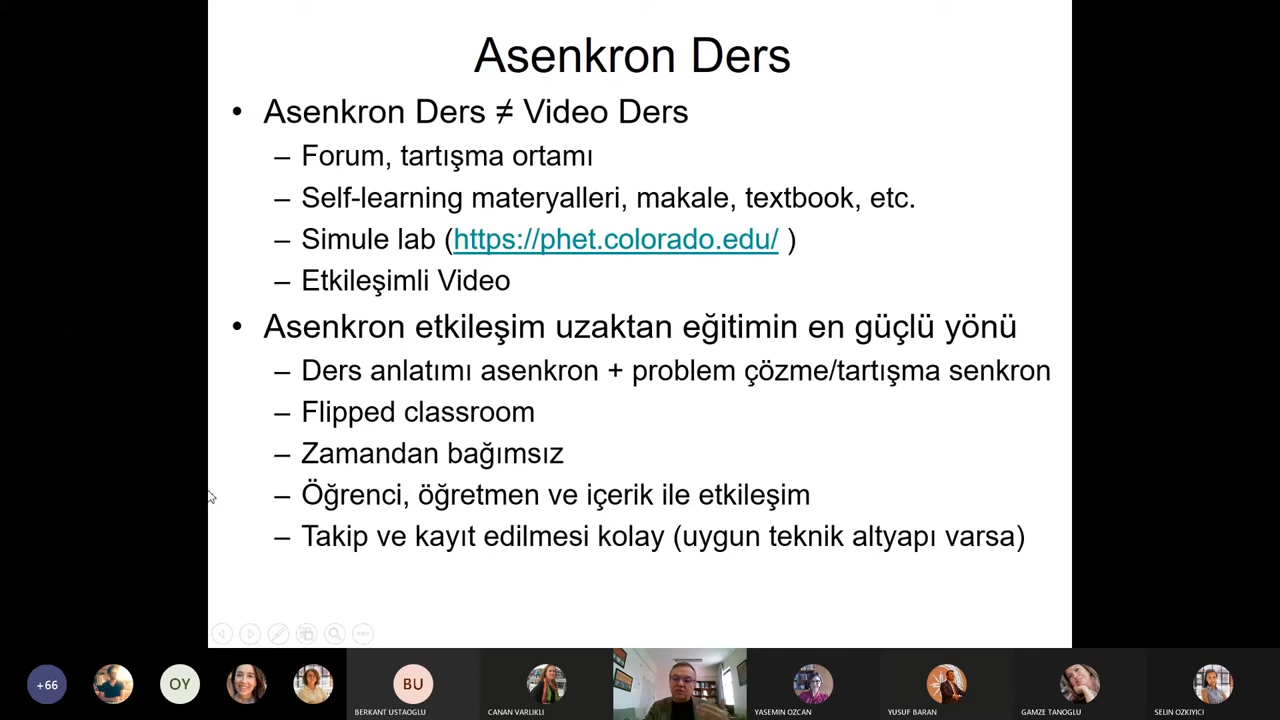 Asenkron Ders
• Asenkron Ders ≠ Video Ders
– Forum, tartışma ortamı
– Self-learning materyalleri, makale, textbook, etc.
– Simule lab (https://phet.colorado.edu/ )
– Etkileşimli Video
• Asenkron etkileşim uzaktan eğitimin en güçlü yönü
– Ders anlatımı asenkron + problem çözme/tartışma senkron
– Flipped classroom
– Zamandan bağımsız
– Öğrenci, öğretmen ve içerik ile etkileşim
– Takip ve kayıt edilmesi kolay (uygun teknik altyapı varsa)
+66
OY
BU
BERKANT USTAOGLU
CANAN VARLIKLI
YASEMIN OZCAN
YUSUF BARAN
GAMZE TANOGLU
SELIN OZKIYICI